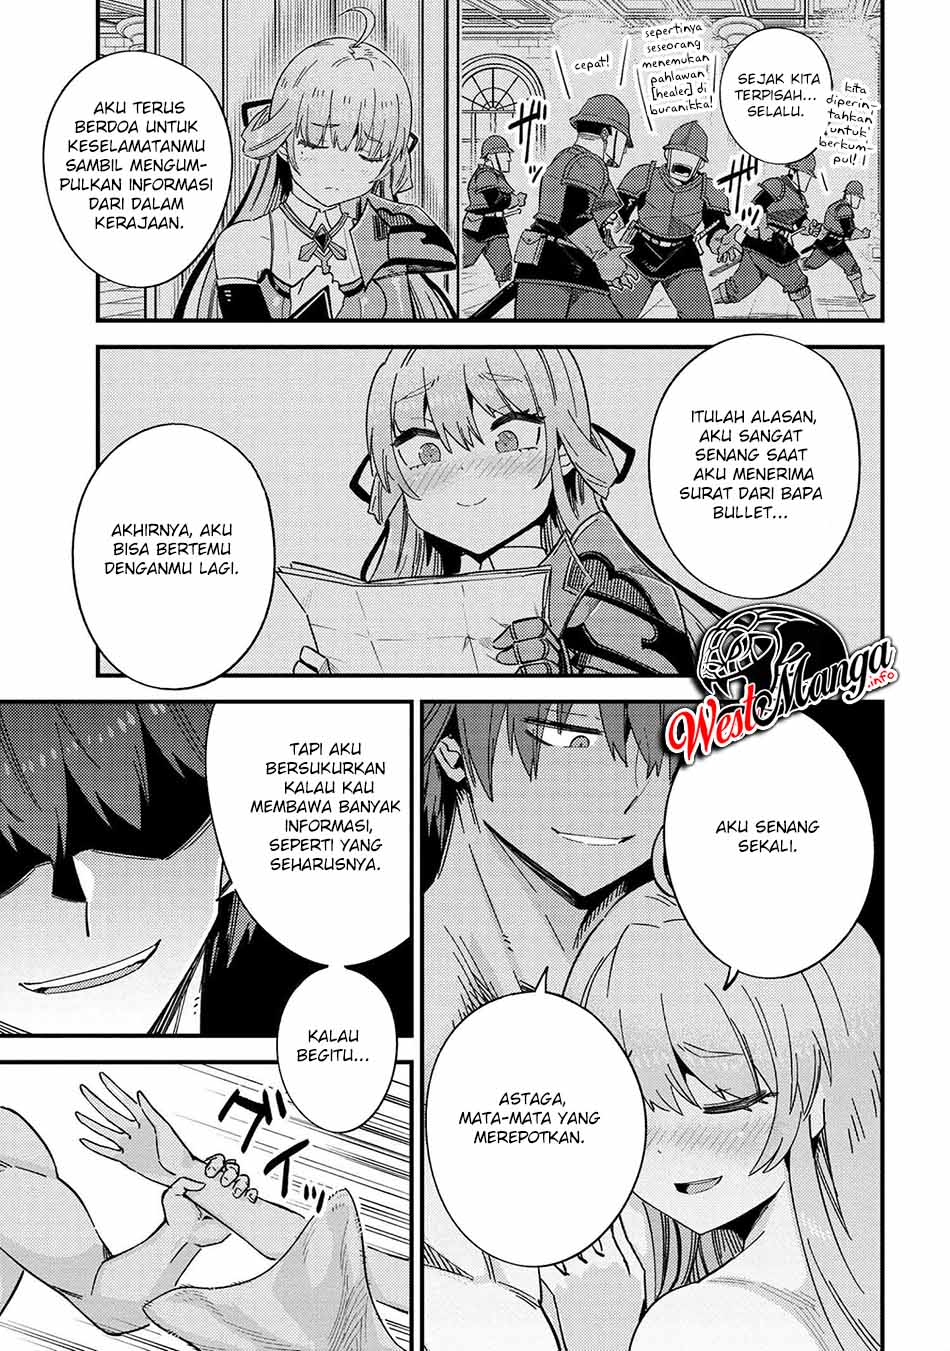 SEJAK KITA
TERPISAH...
SELALU.
kita
diperin-
tahkan
untuk
berkum-
pul!
sepertinya
seseorang
menemukan
pahlawan
[healer] di
buranikka!
cepat!
AKU TERUS
BERDOA UNTUK
KESELAMATANMU
SAMBIL MENGUM-
PULKAN INFORMASI
DARI DALAM
KERAJAAN.
ITULAH ALASAN,
AKU SANGAT
SENANG SAAT
AKU MENERIMA
SURAT DARI BAPA
BULLET...
AKHIRNYA, AKU
BISA BERTEMU
DENGANMU LAGI.
WestManga
.info
AKU SENANG
SEKALI.
ASTAGA,
MATA-MATA YANG
MEREPOTKAN.
TAPI AKU
BERSUKURKAN
KALAU KAU
MEMBAWA BANYAK
INFORMASI,
SEPERTI YANG
SEHARUSNYA.
KALAU
BEGITU...
グイッ